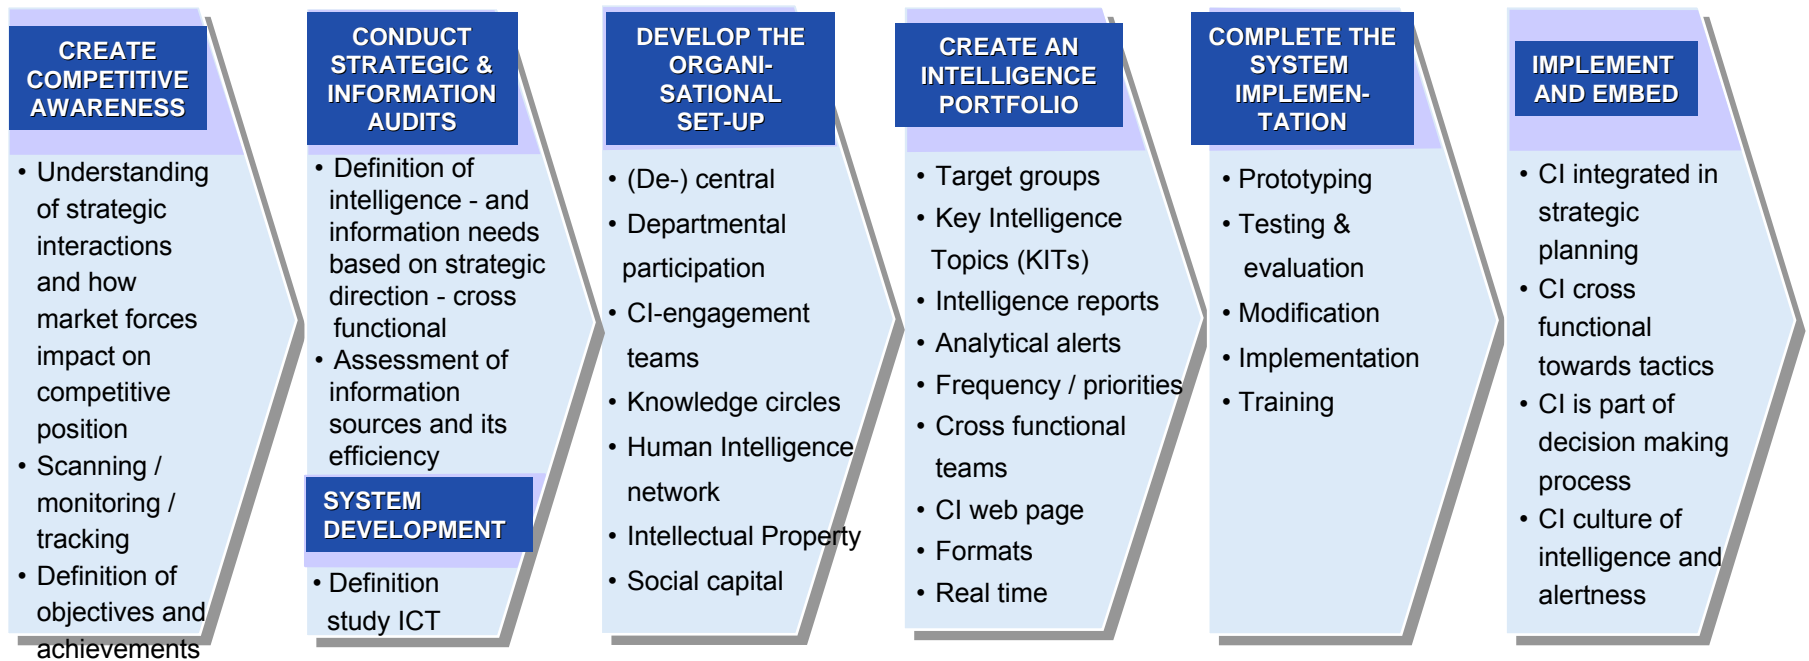 CREATE
COMPETITIVE
AWARENESS
• Understanding
of strategic
interactions
and how
market forces
impact on
competitive
position
• Scanning /
monitoring /
tracking
• Definition of
objectives and
achievements
CONDUCT
STRATEGIC &
INFORMATION
AUDITS
• Definition of
intelligence - and
information needs
based on strategic
direction - cross
functional
• Assessment of
information
sources and its
efficiency
SYSTEM
DEVELOPMENT
• Definition
study ICT
DEVELOP THE
ORGANI-
SATIONAL
SET-UP
• (De-) central
• Departmental
participation
• CI-engagement
teams
• Knowledge circles
• Human Intelligence
network
• Intellectual Property
• Social capital
CREATE AN
INTELLIGENCE
PORTFOLIO
• Target groups
• Key Intelligence
Topics (KITs)
• Intelligence reports
• Analytical alerts
• Frequency / priorities
• Cross functional
teams
• CI web page
• Formats
• Real time
COMPLETE THE
SYSTEM
IMPLEMEN-
TATION
• Prototyping
• Testing &
evaluation
• Modification
• Implementation
• Training
IMPLEMENT
AND EMBED
• CI integrated in
strategic
planning
• CI cross
functional
towards tactics
• CI is part of
decision making
process
• CI culture of
intelligence and
alertness